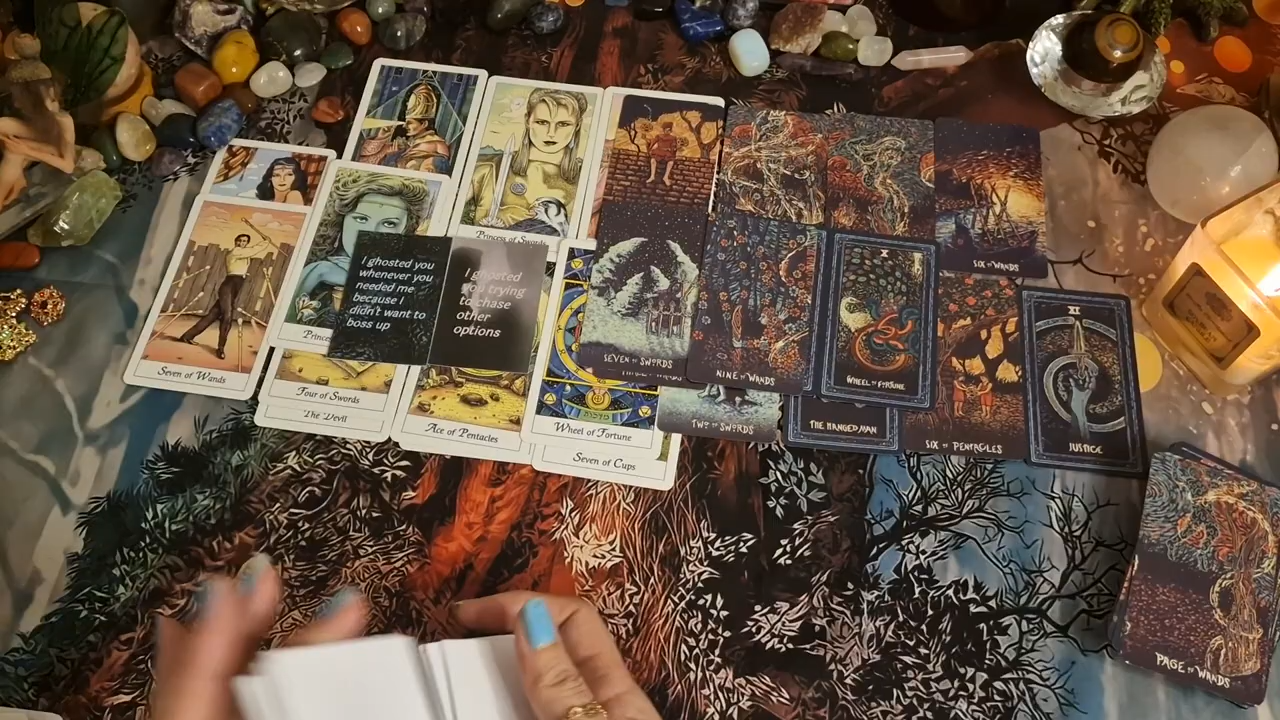 Princess of Swords
I ghosted you
whenever you
needed me
because I
didn't want to
boss up
I ghosted
you trying
to chase
other
options
SIX OF WANDS
SEVEN OF SWORDS
Seven of Wands
Four of Swords
The Devil
Ace of Pentacles
Wheel of Fortune
Seven of Cups
NINE OF WANDS
X
WHEEL OF FORTUNE
TWO OF SWORDS
THE HANGED MAN
SIX OF PENTACLES
XI
JUSTICE
PAGE OF WANDS